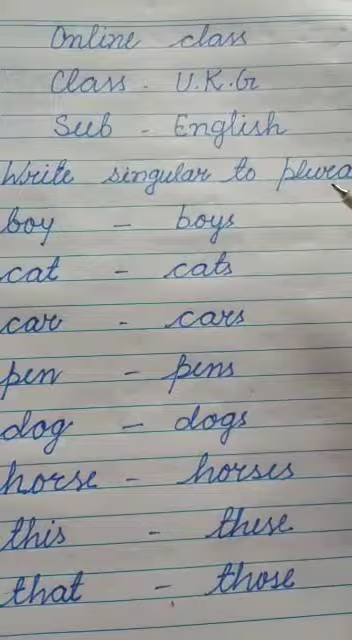 Online class
Class - U.K.G
Sub - English
Write singular to plura
boy - boys
cat - cats
car - cars
pen - pens
dog - dogs
horse - horses
this - these
that - those